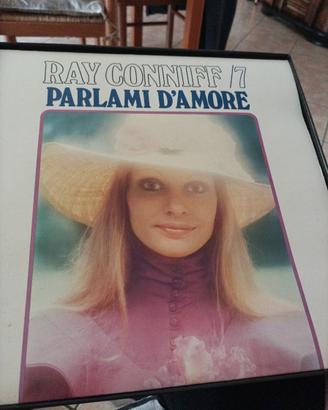 RAY CONNIFF /7
PARLAMI D'AMORE